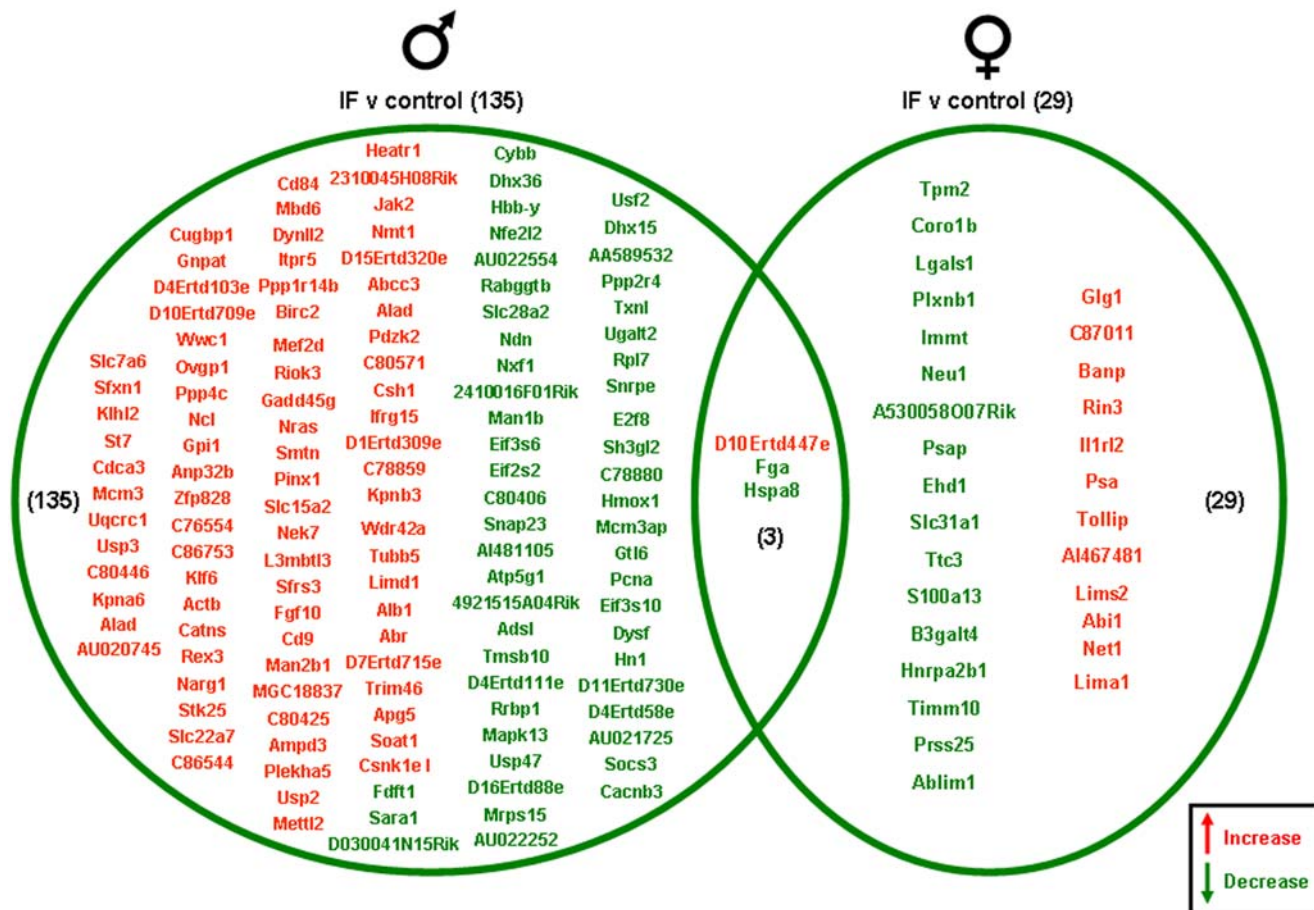 IF v control (135)
IF v control (29)
(135)
Slc7a6
Sfxn1
Klhl2
St7
Cdca3
Mcm3
Uqcrc1
Usp3
C80446
Kpna6
Alad
AU020745
Cugbp1
Gnpat
D4Ertd103e
D10Ertd709e
Wwc1
Ovgp1
Ppp4c
Ncl
Gpi1
Anp32b
Zfp828
C76554
C86753
Klf6
Actb
Catns
Rex3
Narg1
Stk25
Slc22a7
C86544
Cd84
Mbd6
Dynll2
Itpr5
Ppp1r14b
Birc2
Mef2d
Riok3
Gadd45g
Nras
Smtn
Pinx1
Slc15a2
Nek7
L3mbtl3
Sfrs3
Fgf10
Cd9
Man2b1
MGC18837
C80425
Ampd3
Plekha5
Usp2
Mettl2
Heatr1
2310045H08Rik
Jak2
Nmt1
D15Ertd320e
Abcc3
Alad
Pdzk2
C80571
Csh1
Ifrg15
D1Ertd309e
C78859
Kpnb3
Wdr42a
Tubb5
Limd1
Alb1
Abr
D7Ertd715e
Trim46
Apg5
Soat1
Csnk1e l
Fdft1
Sara1
D030041N15Rik
Cybb
Dhx36
Hbb-y
Nfe2l2
AU022554
Rabggtb
Slc28a2
Ndn
Nxf1
2410016F01Rik
Man1b
Eif3s6
Eif2s2
C80406
Snap23
AI481105
Atp5g1
4921515A04Rik
Adsl
Tmsb10
D4Ertd111e
Rrbp1
Mapk13
Usp47
D16Ertd88e
Mrps15
AU022252
Usf2
Dhx15
AA589532
Ppp2r4
Txnl
Ugalt2
Rpl7
Snrpe
E2f8
Sh3gl2
C78880
Hmox1
Mcm3ap
Gtl6
Pcna
Eif3s10
Dysf
Hn1
D11Ertd730e
D4Ertd58e
AU021725
Socs3
Cacnb3
D10Ertd447e
Fga
Hspa8
(3)
Tpm2
Coro1b
Lgals1
Plxnb1
Immt
Neu1
A530058O07Rik
Psap
Ehd1
Slc31a1
Ttc3
S100a13
B3galt4
Hnrpa2b1
Timm10
Prss25
Ablim1
Glg1
C87011
Banp
Rin3
Il1rl2
Psa
Tollip
AI467481
Lims2
Abi1
Net1
Lima1
(29)
Increase
Decrease